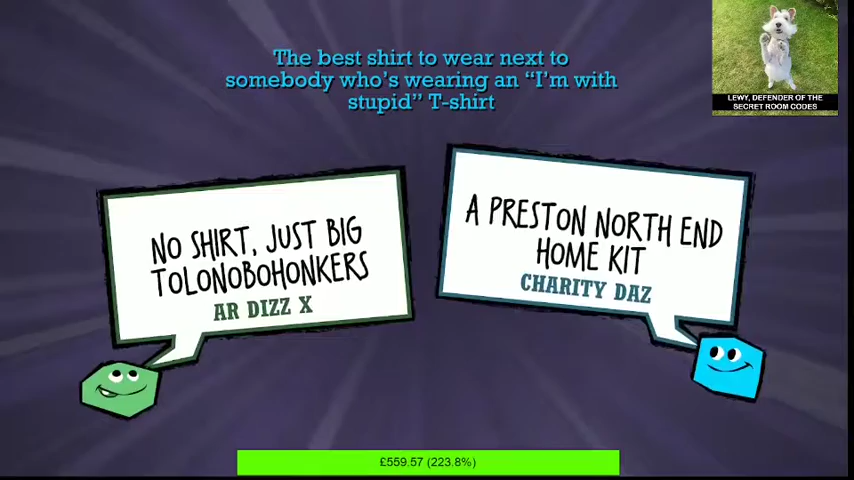 The best shirt to wear next to
somebody who's wearing an "I'm with
stupid" T-shirt
LEWY, DEFENDER OF THE
SECRET ROOM CODES
NO SHIRT, JUST BIG
TOLONOBOHONKERS
AR DIZZ X
A PRESTON NORTH END
HOME KIT
CHARITY DAZ
£559.57 (223.8%)